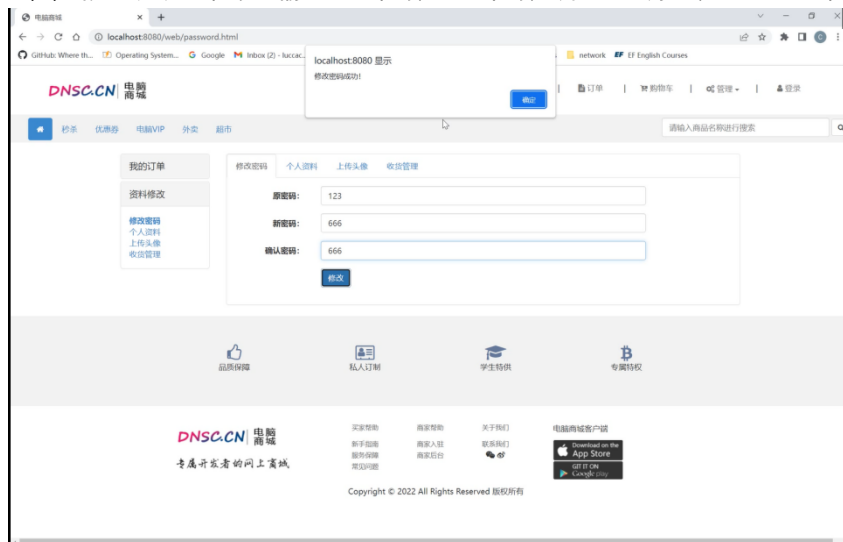 电脑商城
localhost:8080/web/password.html
GitHub: Where th...
Operating System...
Google
Inbox (2) - luccac...
network
EF English Courses
localhost:8080 显示
修改密码成功!
确定
DNSC.CN 电脑商城
订单
购物车
管理
登录
秒杀 优惠券 电脑VIP 外卖 超市
请输入商品名称进行搜索
我的订单
资料修改
修改密码
个人资料
上传头像
收货管理
修改密码 个人资料 上传头像 收货管理
原密码: 123
新密码: 666
确认密码: 666
修改
品质保障 私人订制 学生特供 专属特权
DNSC.CN 电脑商城
专属开发者的网上商城
买家帮助
新手指南
服务保障
常见问题
商家帮助
商家入驻
商家后台
关于我们
联系我们
电脑商城客户端
Download on the
App Store
GET IT ON
Google play
Copyright © 2022 All Rights Reserved 版权所有